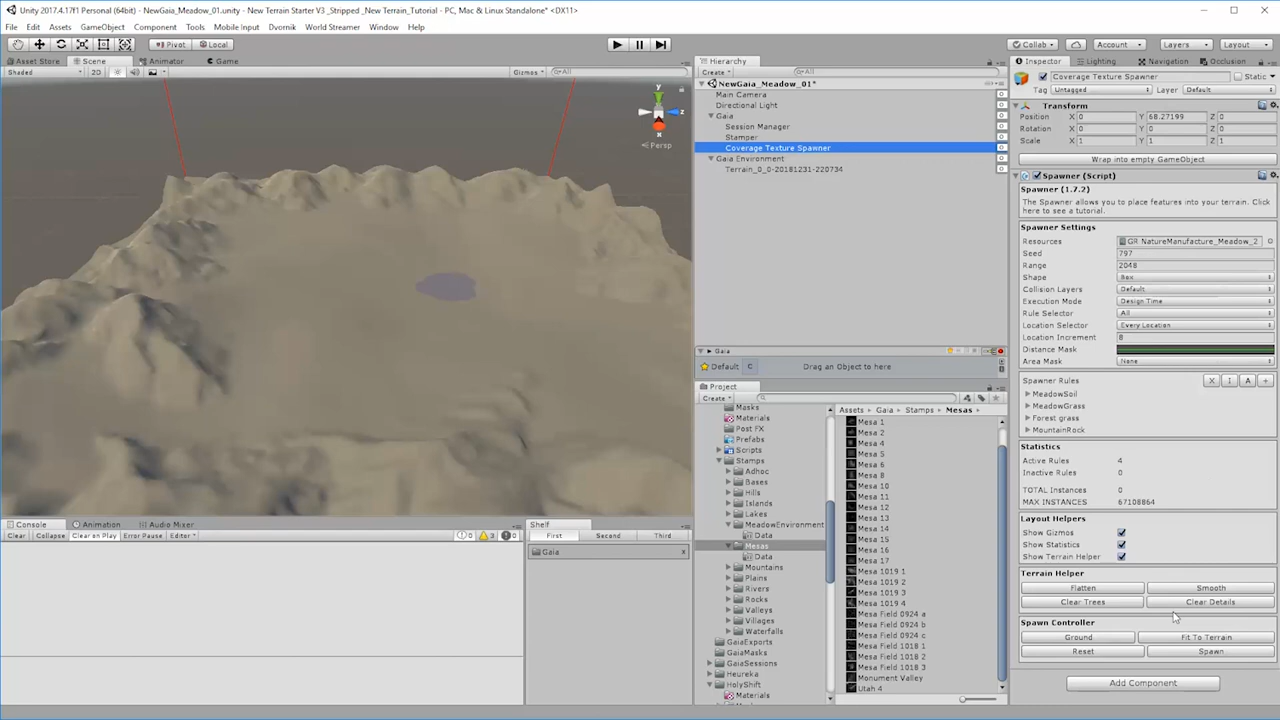 Unity 2017.4.17f1 Personal (64bit) - NewGaia_Meadow_01.unity - New Terrain Starter V3 _Stripped _New Terrain_Tutorial - PC, Mac & Linux Standalone* <DX11>
File Edit Assets GameObject Component Tools Mobile Input Dvornik World Streamer Window Help
Pivot Local Collab Account Layers Layout
Asset Store Scene Animator Game
Shaded 2D Gizmos All
y
z
Persp
Hierarchy
Create All
NewGaia_Meadow_01*
Main Camera
Directional Light
Gaia
Session Manager
Stamper
Coverage Texture Spawner
Gaia Environment
Terrain_0_0-20181231-220734
Gaia
Default C Drag an Object to here
Project
Create
Masks
Materials
Post FX
Prefabs
Scripts
Stamps
Adhoc
Bases
Hills
Islands
Lakes
MeadowEnvironment
Data
Mesas
Data
Mountains
Plains
Rivers
Rocks
Valleys
Villages
Waterfalls
GaiaExports
GaiaMasks
GaiaSessions
Heureka
HolyShift
Materials
Assets Gaia Stamps Mesas
Mesa 1
Mesa 2
Mesa 4
Mesa 5
Mesa 6
Mesa 8
Mesa 10
Mesa 11
Mesa 12
Mesa 13
Mesa 14
Mesa 15
Mesa 16
Mesa 17
Mesa 1019 1
Mesa 1019 2
Mesa 1019 3
Mesa 1019 4
Mesa Field 0924 a
Mesa Field 0924 b
Mesa Field 0924 c
Mesa Field 1018 1
Mesa Field 1018 2
Mesa Field 1018 3
Monument Valley
Utah 4
Console Animation Audio Mixer
Clear Collapse Clear on Play Error Pause Editor 0 3 0
Shelf
First Second Third
Gaia x
Inspector Lighting Navigation Occlusion
Coverage Texture Spawner Static
Tag Untagged Layer Default
Transform
Position X 0 Y 68.27199 Z 0
Rotation X 0 Y 0 Z 0
Scale X 1 Y 1 Z 1
Wrap into empty GameObject
Spawner (Script)
Spawner (1.7.2)
The Spawner allows you to place features into your terrain. Click
here to see a tutorial.
Spawner Settings
Resources GR NatureManufacture_Meadow_2
Seed 797
Range 2048
Shape Box
Collision Layers Default
Execution Mode Design Time
Rule Selector All
Location Selector Every Location
Location Increment 8
Distance Mask
Area Mask None
Spawner Rules X I A +
MeadowSoil
MeadowGrass
Forest grass
MountainRock
Statistics
Active Rules 4
Inactive Rules 0
TOTAL Instances 0
MAX INSTANCES 67108864
Layout Helpers
Show Gizmos
Show Statistics
Show Terrain Helper
Terrain Helper
Flatten Smooth
Clear Trees Clear Details
Spawn Controller
Ground Fit To Terrain
Reset Spawn
Add Component